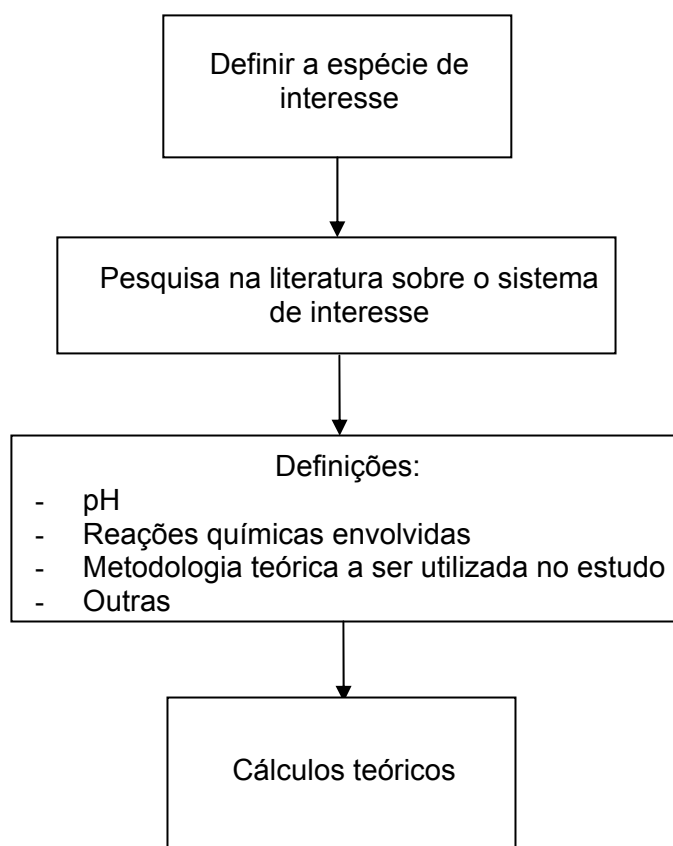 Definir a espécie de
interesse
Pesquisa na literatura sobre o sistema
de interesse
Definições:
- pH
- Reações químicas envolvidas
- Metodologia teórica a ser utilizada no estudo
- Outras
Cálculos teóricos